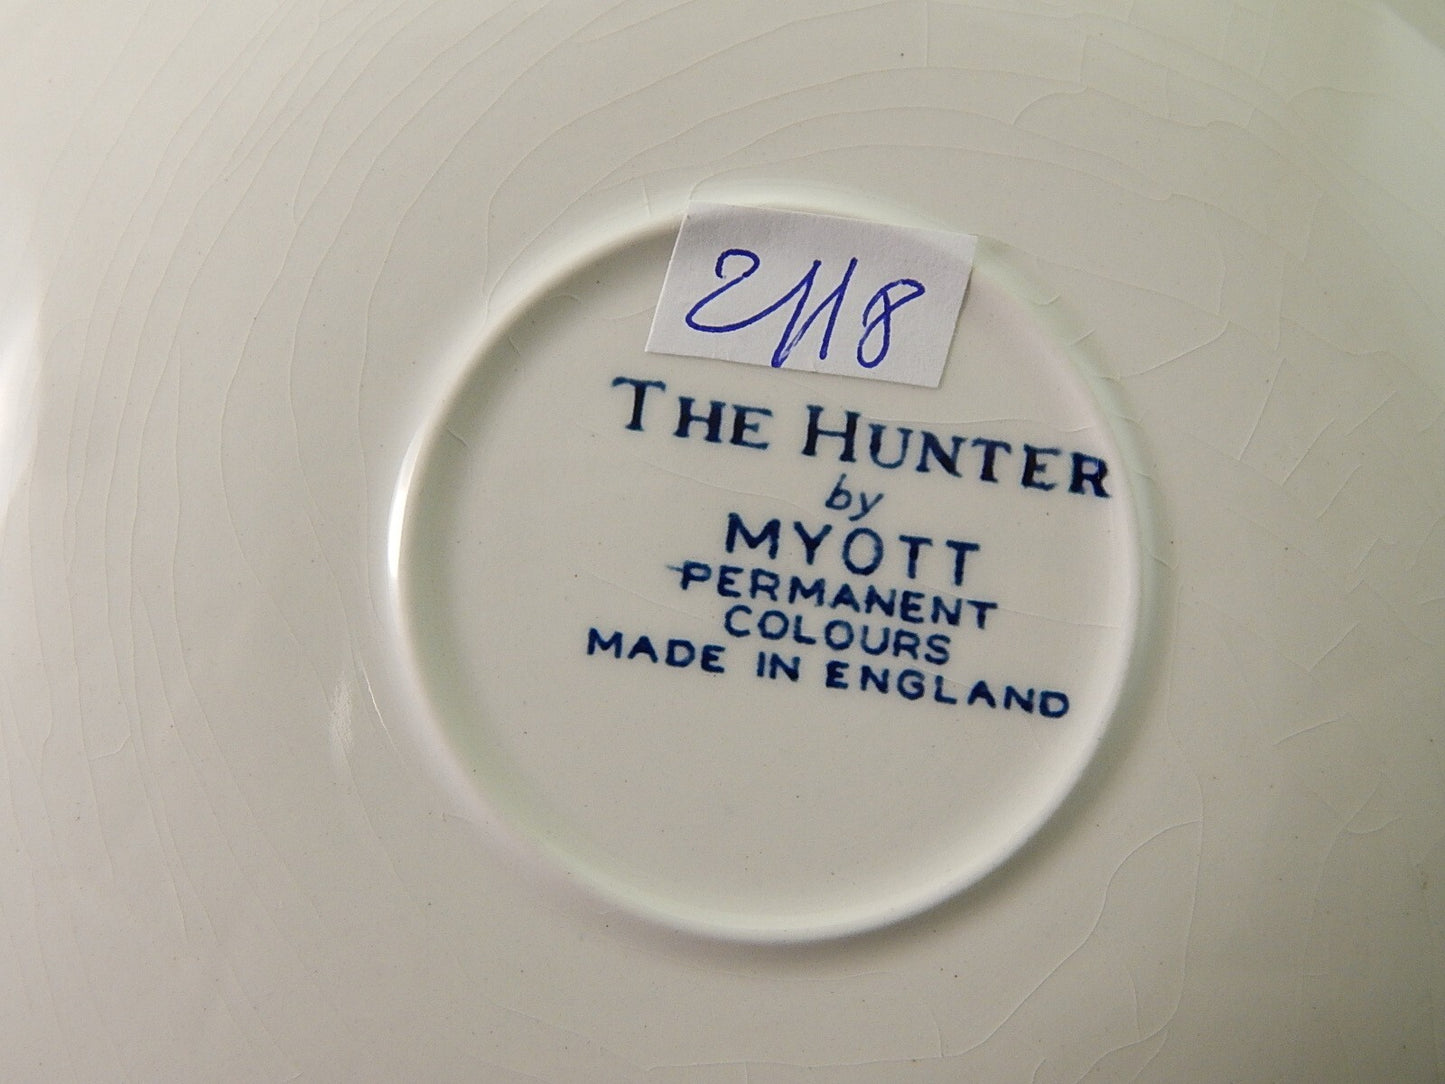 2118
THE HUNTER
by
MYOTT
PERMANENT
COLOURS
MADE IN ENGLAND